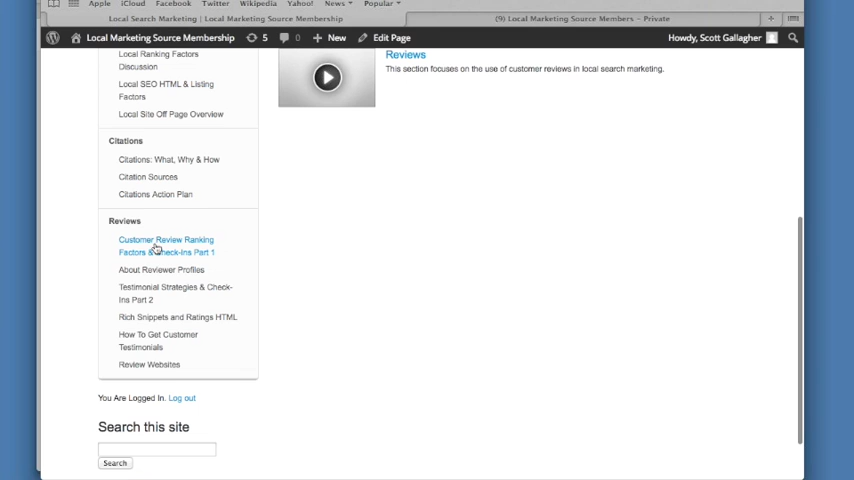 Apple iCloud Facebook Twitter Wikipedia Yahoo! News Popular
Local Search Marketing | Local Marketing Source Membership
(9) Local Marketing Source Members – Private
Local Marketing Source Membership 5 0 New Edit Page Howdy, Scott Gallagher
Local Ranking Factors
Discussion
Local SEO HTML & Listing
Factors
Local Site Off Page Overview
Citations
Citations: What, Why & How
Citation Sources
Citations Action Plan
Reviews
Customer Review Ranking
Factors & Check-Ins Part 1
About Reviewer Profiles
Testimonial Strategies & Check-
Ins Part 2
Rich Snippets and Ratings HTML
How To Get Customer
Testimonials
Review Websites
You Are Logged In. Log out
Search this site
Search
Reviews
This section focuses on the use of customer reviews in local search marketing.